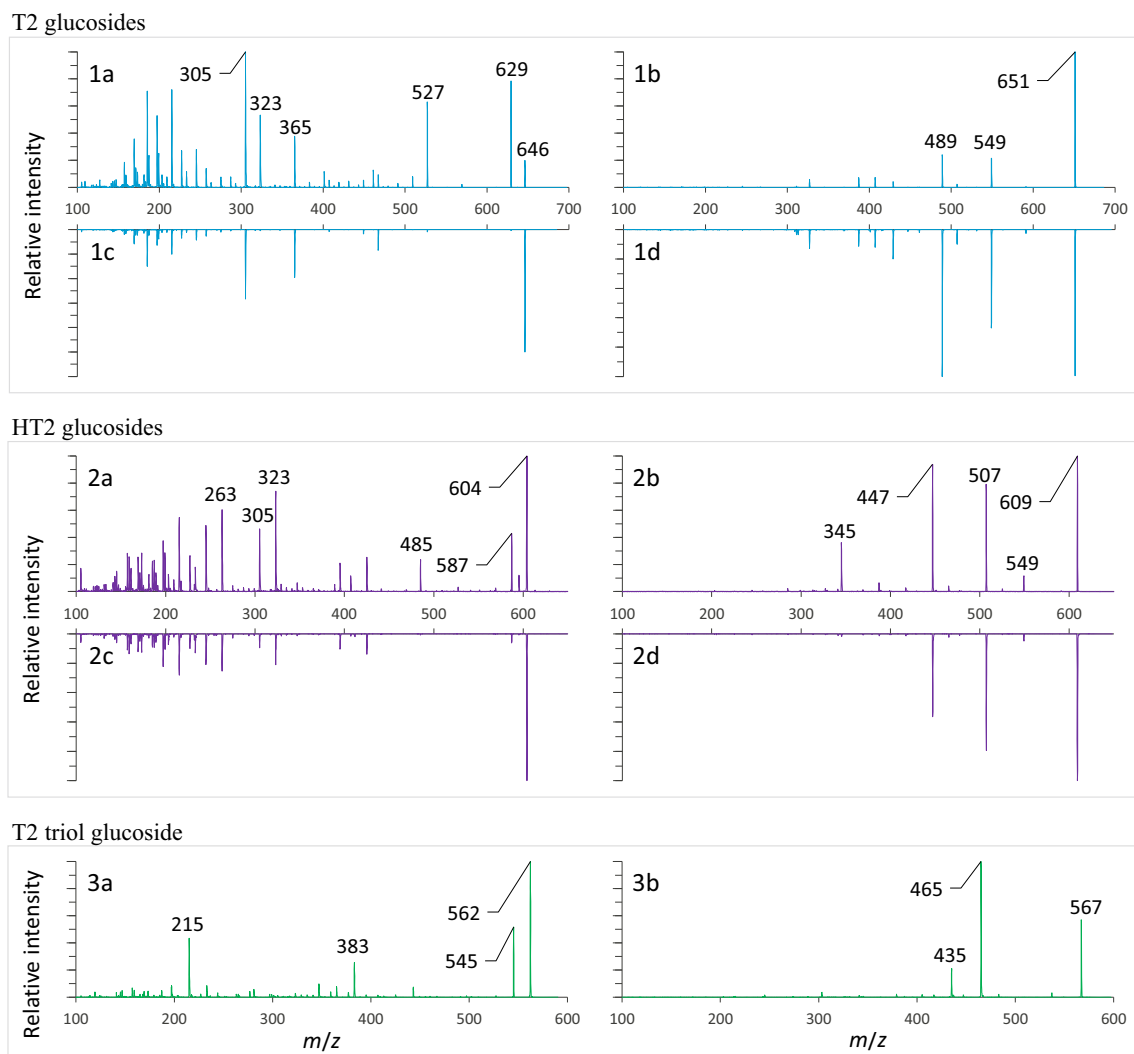 T2 glucosides
1a
305
323
365
527
629
646
1b
651
489
549
100 200 300 400 500 600 700
100 200 300 400 500 600 700
1c
1d
Relative intensity
HT2 glucosides
2a
263
305
323
485
587
604
2b
345
447
507
549
609
100 200 300 400 500 600
100 200 300 400 500 600
2c
2d
Relative intensity
T2 triol glucoside
3a
215
383
562
545
3b
465
435
567
Relative intensity
100 200 300 400 500 600
100 200 300 400 500 600
m/z
m/z